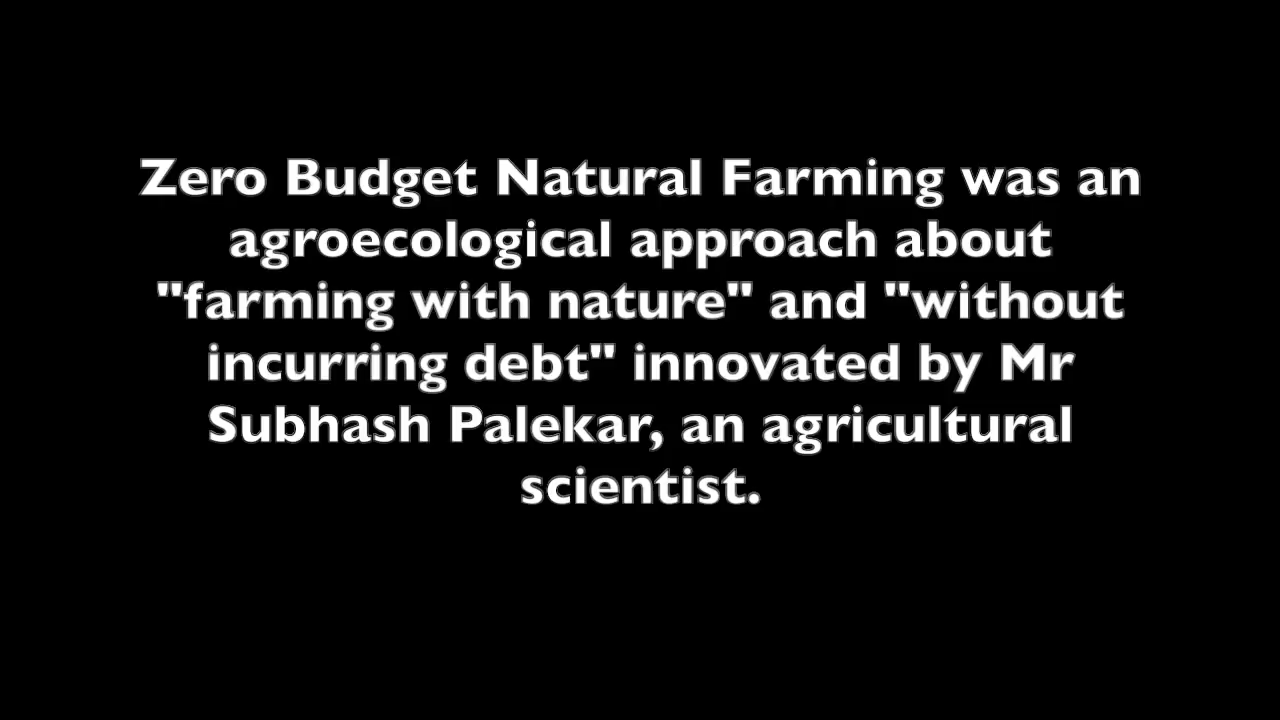 Zero Budget Natural Farming was an
agroecological approach about
"farming with nature" and "without
incurring debt" innovated by Mr
Subhash Palekar, an agricultural
scientist.